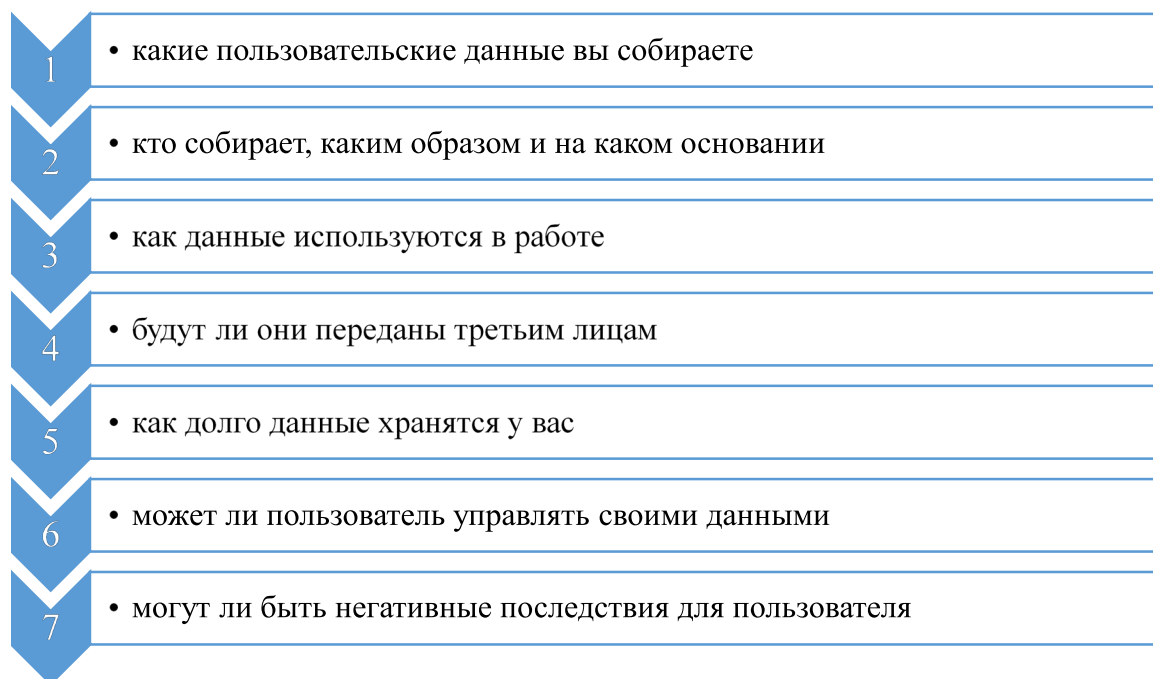 1
• какие пользовательские данные вы собираете
2
• кто собирает, каким образом и на каком основании
3
• как данные используются в работе
4
• будут ли они переданы третьим лицам
5
• как долго данные хранятся у вас
6
• может ли пользователь управлять своими данными
7
• могут ли быть негативные последствия для пользователя